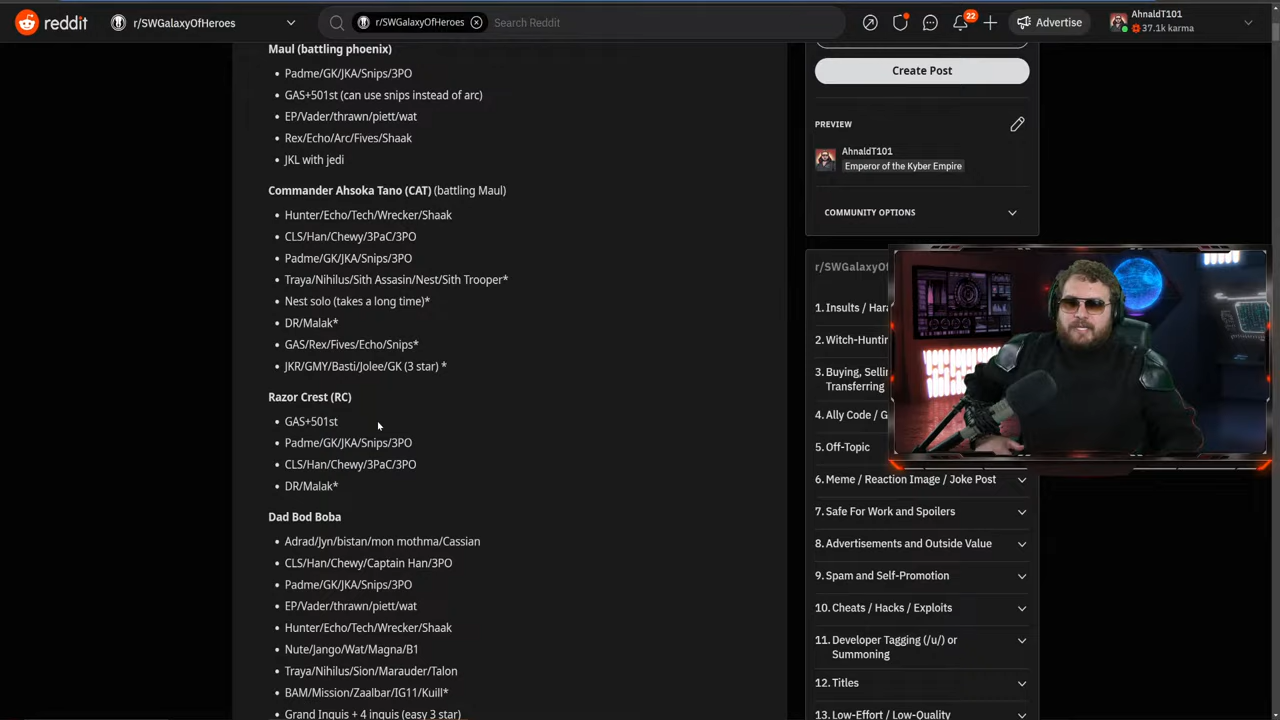 reddit
r/SWGalaxyOfHeroes
r/SWGalaxyOfHeroes
Search Reddit
22
Advertise
AhnaldT101
37.1k karma
Maul (battling phoenix)
Padme/GK/JKA/Snips/3PO
GAS+501st (can use snips instead of arc)
EP/Vader/thrawn/piett/wat
Rex/Echo/Arc/Fives/Shaak
JKL with jedi
Commander Ahsoka Tano (CAT) (battling Maul)
Hunter/Echo/Tech/Wrecker/Shaak
CLS/Han/Chewy/3PaC/3PO
Padme/GK/JKA/Snips/3PO
Traya/Nihilus/Sith Assasin/Nest/Sith Trooper*
Nest solo (takes a long time)*
DR/Malak*
GAS/Rex/Fives/Echo/Snips*
JKR/GMY/Basti/Jolee/GK (3 star) *
Razor Crest (RC)
GAS+501st
Padme/GK/JKA/Snips/3PO
CLS/Han/Chewy/3PaC/3PO
DR/Malak*
Dad Bod Boba
Adrad/Jyn/bistan/mon mothma/Cassian
CLS/Han/Chewy/Captain Han/3PO
Padme/GK/JKA/Snips/3PO
EP/Vader/thrawn/piett/wat
Hunter/Echo/Tech/Wrecker/Shaak
Nute/Jango/Wat/Magna/B1
Traya/Nihilus/Sion/Marauder/Talon
BAM/Mission/Zaalbar/IG11/Kuill*
Grand Inquis + 4 inquis (easy 3 star)
Create Post
PREVIEW
AhnaldT101
Emperor of the Kyber Empire
COMMUNITY OPTIONS
r/SWGalaxyOf
1. Insults / Hara
2. Witch-Huntin
3. Buying, Sellin
Transferring
4. Ally Code / G
5. Off-Topic
6. Meme / Reaction Image / Joke Post
7. Safe For Work and Spoilers
8. Advertisements and Outside Value
9. Spam and Self-Promotion
10. Cheats / Hacks / Exploits
11. Developer Tagging (/u/) or
Summoning
12. Titles
13. Low-Effort / Low-Quality